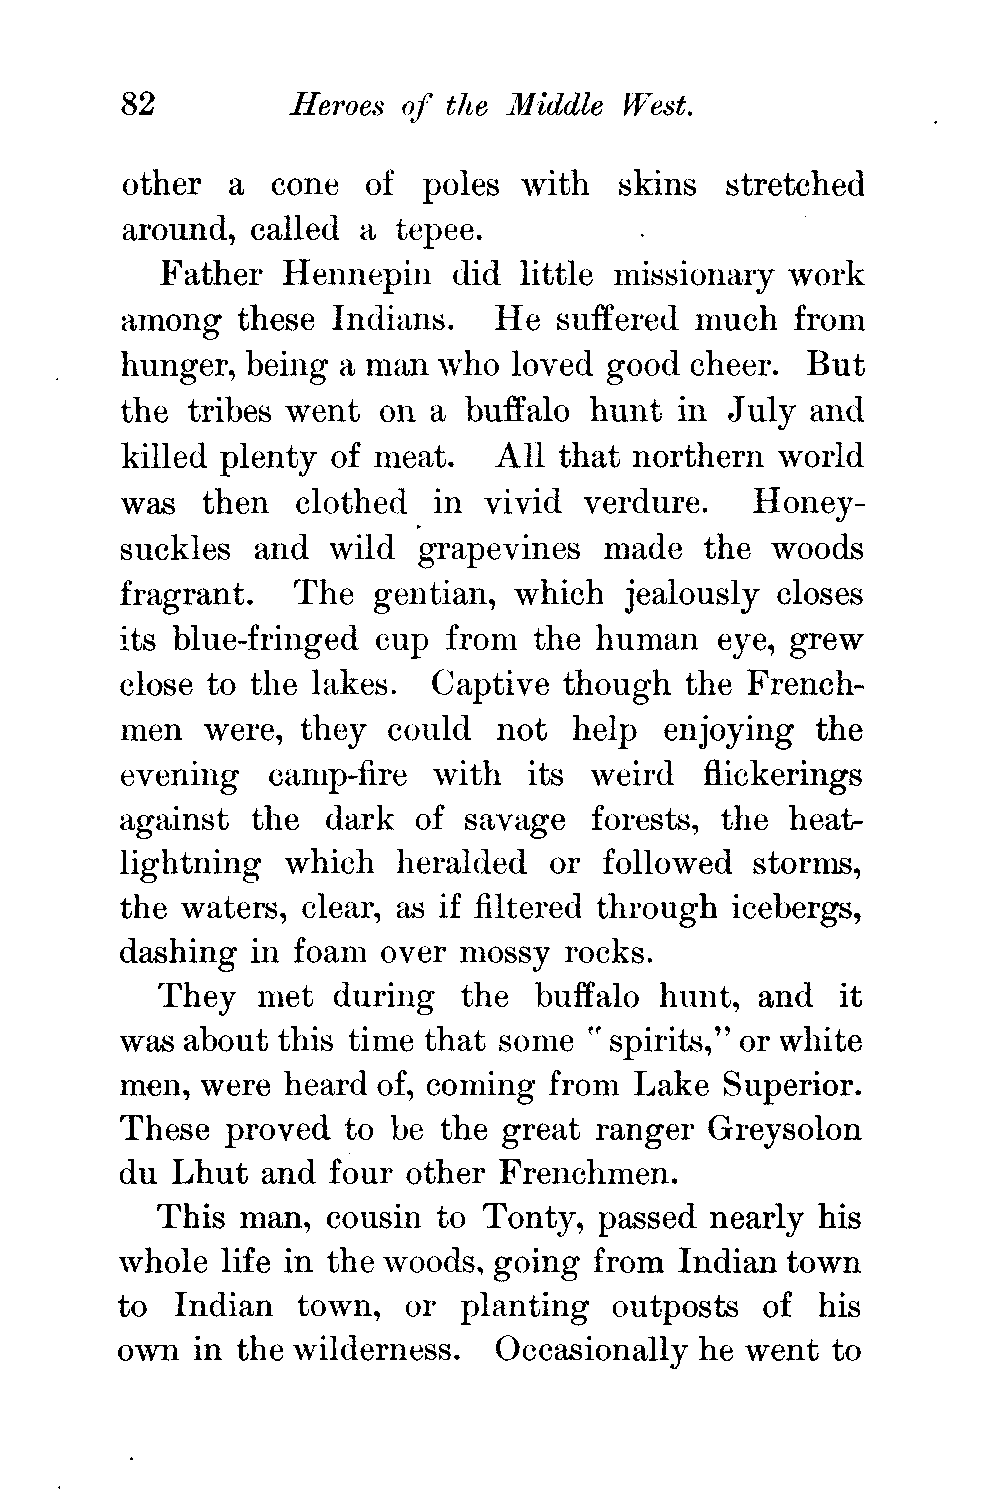 82 Heroes of the Middle West.
other a cone of poles with skins stretched
around, called a tepee.
Father Hennepin did little missionary work
among these Indians. He suffered much from
hunger, being a man who loved good cheer. But
the tribes went on a buffalo hunt in July and
killed plenty of meat. All that northern world
was then clothed in vivid verdure. Honey-
suckles and wild grapevines made the woods
fragrant. The gentian, which jealously closes
its blue-fringed cup from the human eye, grew
close to the lakes. Captive though the French-
men were, they could not help enjoying the
evening camp-fire with its weird flickerings
against the dark of savage forests, the heat-
lightning which heralded or followed storms,
the waters, clear, as if filtered through icebergs,
dashing in foam over mossy rocks.
They met during the buffalo hunt, and it
was about this time that some "spirits," or white
men, were heard of, coming from Lake Superior.
These proved to be the great ranger Greysolon
du Lhut and four other Frenchmen.
This man, cousin to Tonty, passed nearly his
whole life in the woods, going from Indian town
to Indian town, or planting outposts of his
own in the wilderness. Occasionally he went to